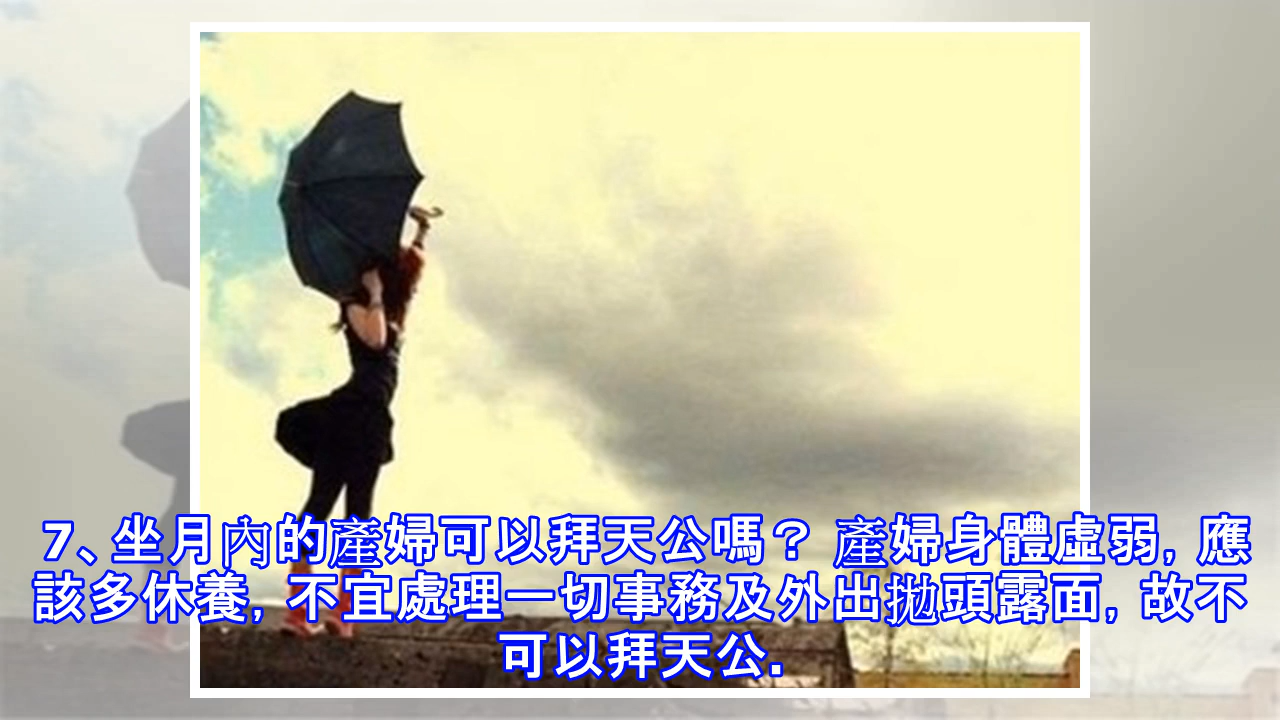 7、坐月內的產婦可以拜天公嗎？ 產婦身體虛弱, 應
該多休養, 不宜處理一切事務及外出拋頭露面, 故不
可以拜天公.